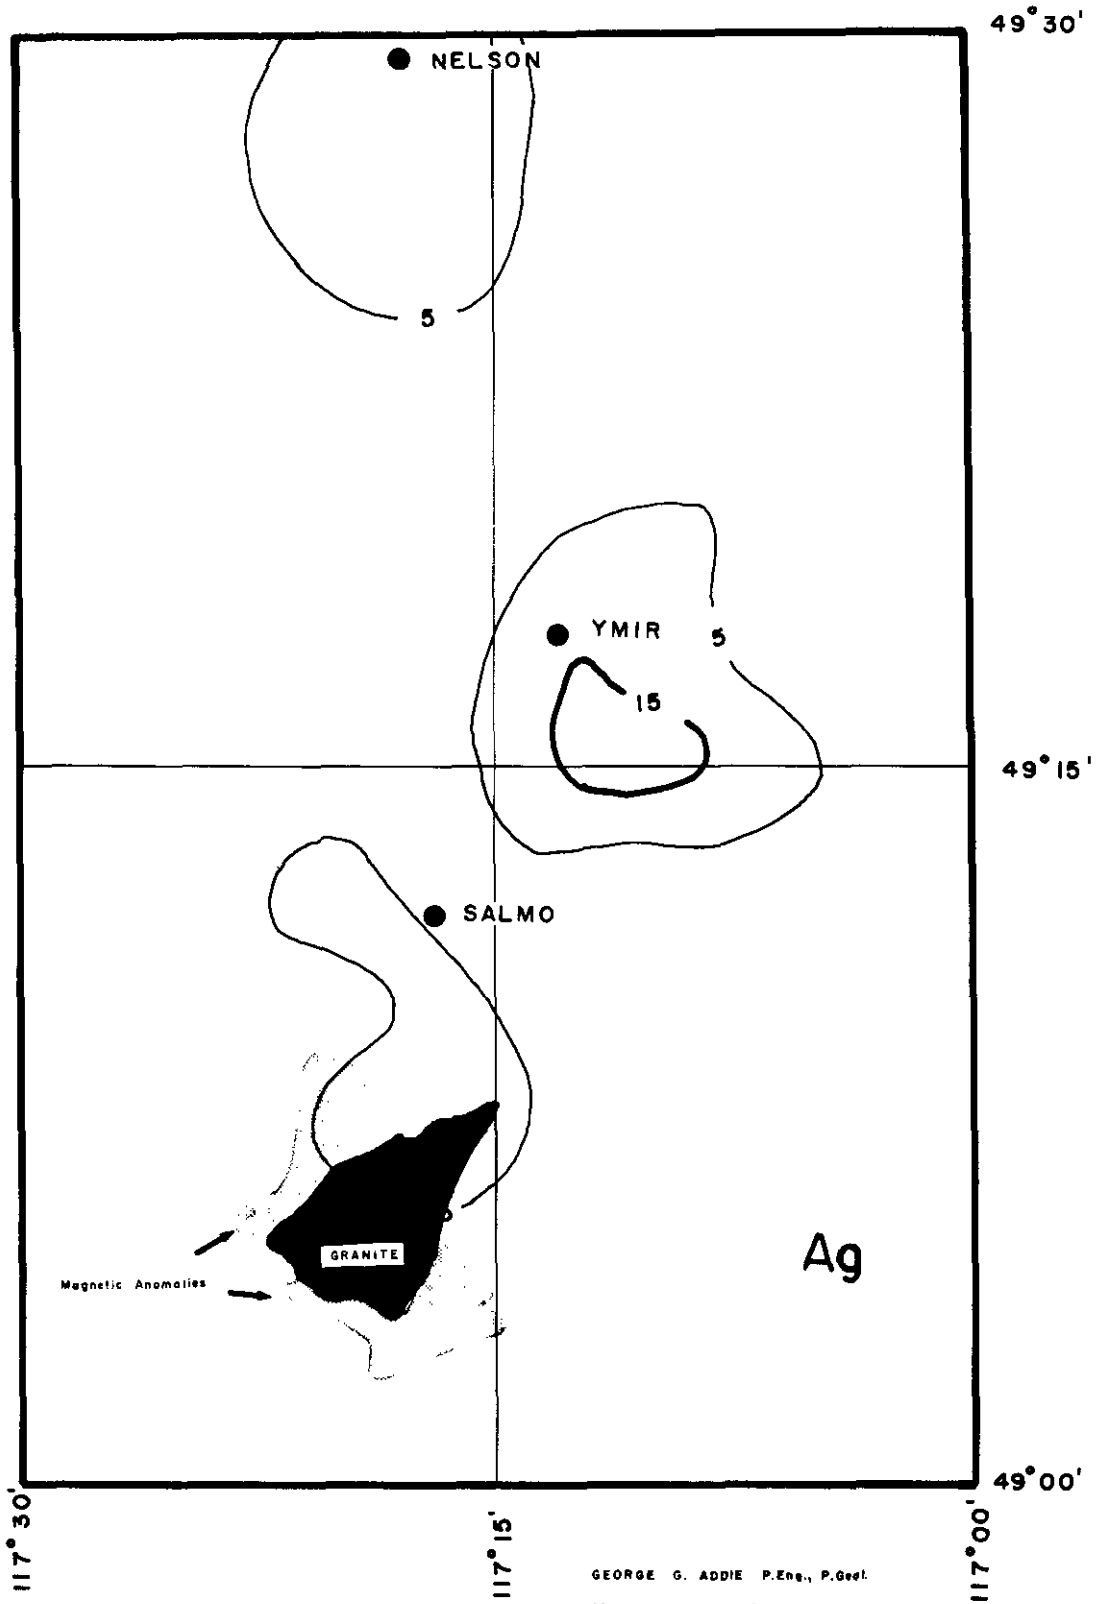 49°30'
NELSON
5
YMIR
5
15
49°15'
SALMO
GRANITE
Ag
Magnetic Anomalies
49°00'
117°30'
117°15'
117°00'
GEORGE G. ADDIE P.Eng., P.Geol.